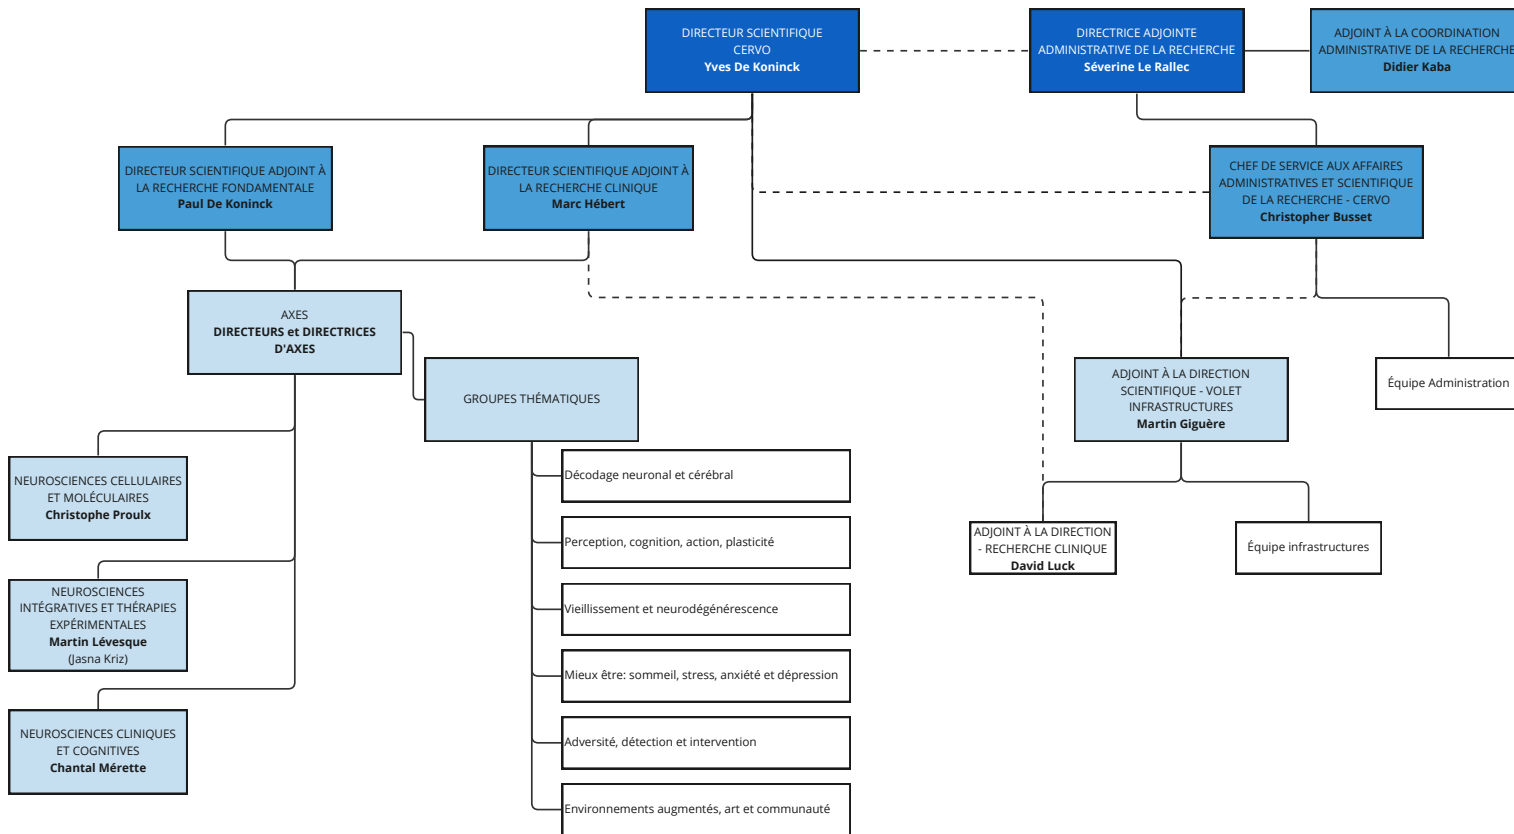 DIRECTEUR SCIENTIFIQUE
CERVO
Yves De Koninck
DIRECTRICE ADJOINTE
ADMINISTRATIVE DE LA RECHERCHE
Séverine Le Rallec
ADJOINT À LA COORDINATION
ADMINISTRATIVE DE LA RECHERCHE
Didier Kaba
DIRECTEUR SCIENTIFIQUE ADJOINT À
LA RECHERCHE FONDAMENTALE
Paul De Koninck
DIRECTEUR SCIENTIFIQUE ADJOINT À
LA RECHERCHE CLINIQUE
Marc Hébert
CHEF DE SERVICE AUX AFFAIRES
ADMINISTRATIVES ET SCIENTIFIQUE
DE LA RECHERCHE - CERVO
Christopher Busset
AXES
DIRECTEURS et DIRECTRICES
D'AXES
GROUPES THÉMATIQUES
ADJOINT À LA DIRECTION
SCIENTIFIQUE - VOLET
INFRASTRUCTURES
Martin Giguère
Équipe Administration
NEUROSCIENCES CELLULAIRES
ET MOLÉCULAIRES
Christophe Proulx
NEUROSCIENCES
INTÉGRATIVES ET THÉRAPIES
EXPÉRIMENTALES
Martin Lévesque
(Jasna Kriz)
NEUROSCIENCES CLINIQUES
ET COGNITIVES
Chantal Mérette
Décodage neuronal et cérébral
Perception, cognition, action, plasticité
Vieillissement et neurodégénérescence
Mieux être: sommeil, stress, anxiété et dépression
Adversité, détection et intervention
Environnements augmentés, art et communauté
ADJOINT À LA DIRECTION
- RECHERCHE CLINIQUE
David Luck
Équipe infrastructures